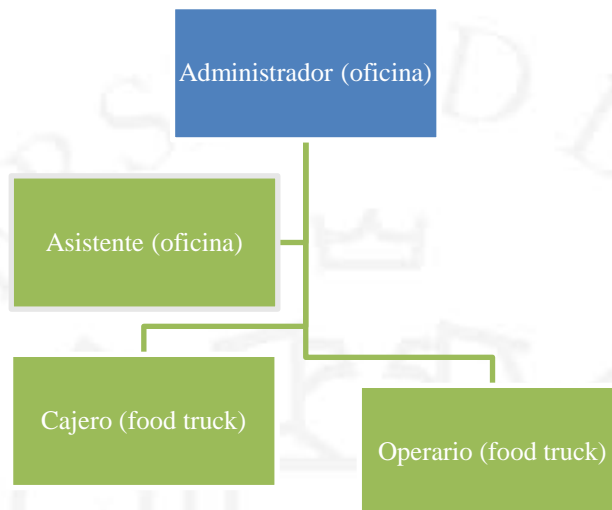 Administrador (oficina)
Asistente (oficina)
Cajero (food truck)
Operario (food truck)